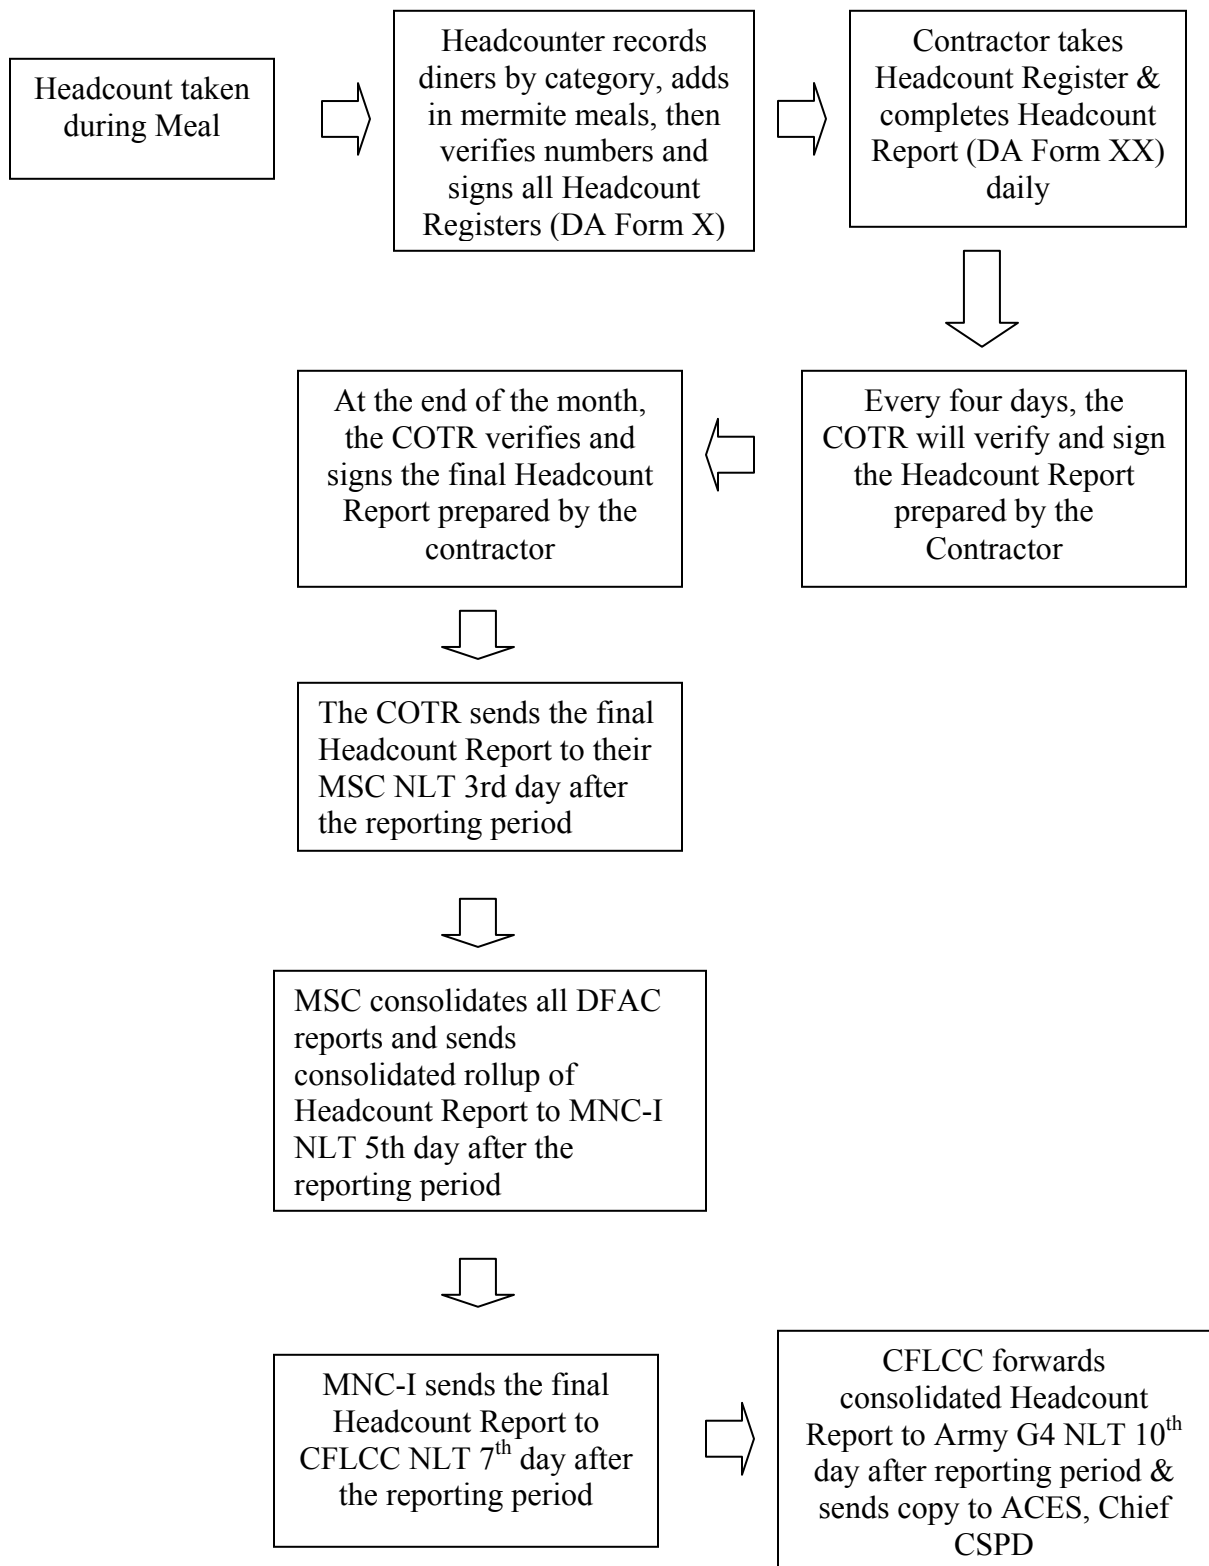 Headcount taken
during Meal
Headcounter records
diners by category, adds
in mermite meals, then
verifies numbers and
signs all Headcount
Registers (DA Form X)
Contractor takes
Headcount Register &
completes Headcount
Report (DA Form XX)
daily
Every four days, the
COTR will verify and sign
the Headcount Report
prepared by the
Contractor
At the end of the month,
the COTR verifies and
signs the final Headcount
Report prepared by the
contractor
The COTR sends the final
Headcount Report to their
MSC NLT 3rd day after
the reporting period
MSC consolidates all DFAC
reports and sends
consolidated rollup of
Headcount Report to MNC-I
NLT 5th day after the
reporting period
MNC-I sends the final
Headcount Report to
CFLCC NLT 7th day after
the reporting period
CFLCC forwards
consolidated Headcount
Report to Army G4 NLT 10th
day after reporting period &
sends copy to ACES, Chief
CSPD